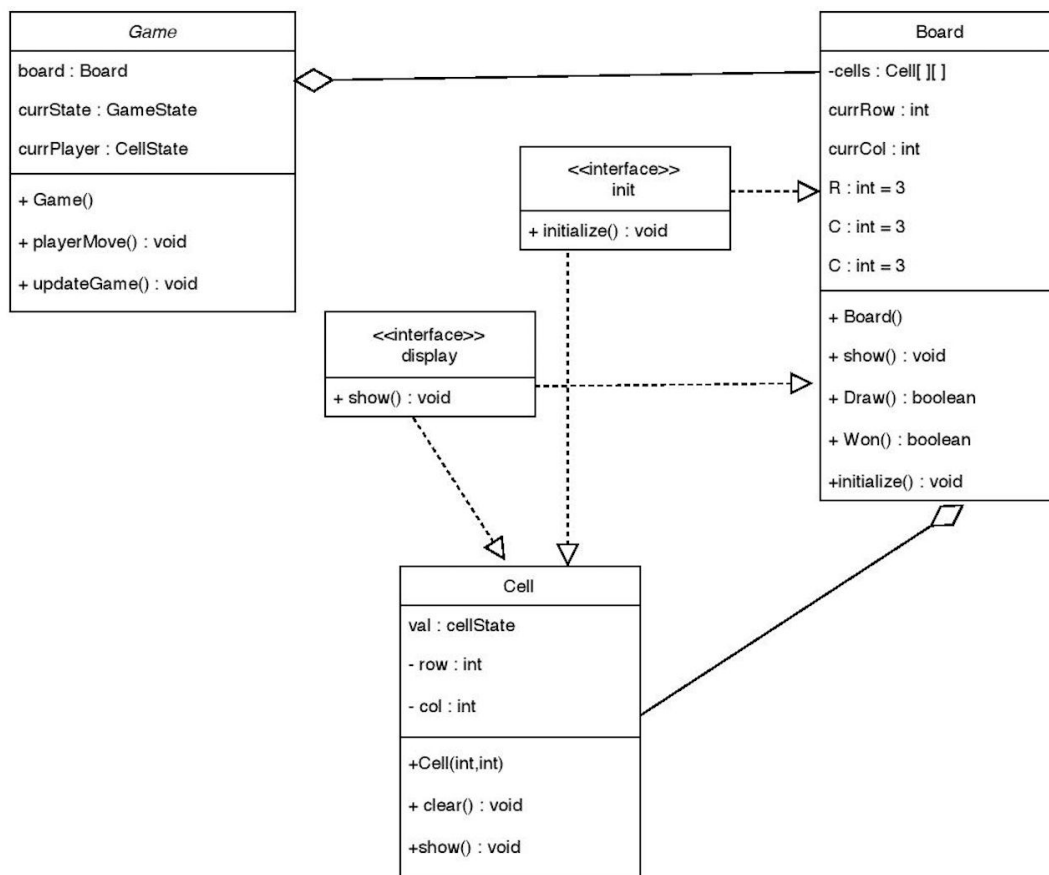 Game
board : Board
currState : GameState
currPlayer : CellState
+ Game()
+ playerMove() : void
+ updateGame() : void
Board
-cells : Cell[ ][ ]
currRow : int
currCol : int
R : int = 3
C : int = 3
C : int = 3
+ Board()
+ show() : void
+ Draw() : boolean
+ Won() : boolean
+initialize() : void
<<interface>>
init
+ initialize() : void
<<interface>>
display
+ show() : void
Cell
val : cellState
- row : int
- col : int
+Cell(int,int)
+ clear() : void
+show() : void